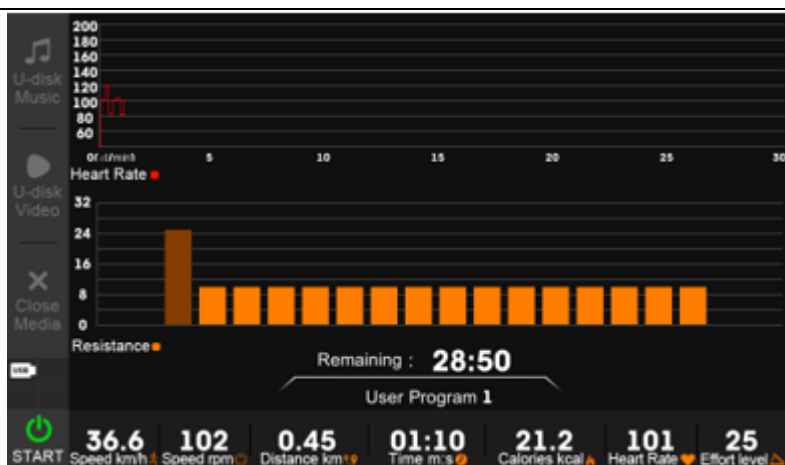 U-disk
Music
U-disk
Video
Close
Media
USB
START
200
180
160
140
120
100
80
60
5 10 15 20 25 30
Heart Rate
32
24
16
8
0
Resistance
Remaining : 28:50
User Program 1
36.6 102 0.45 01:10 21.2 101 25
Speed km/h Speed rpm Distance km Time m:s Calories kcal Heart Rate Effort level